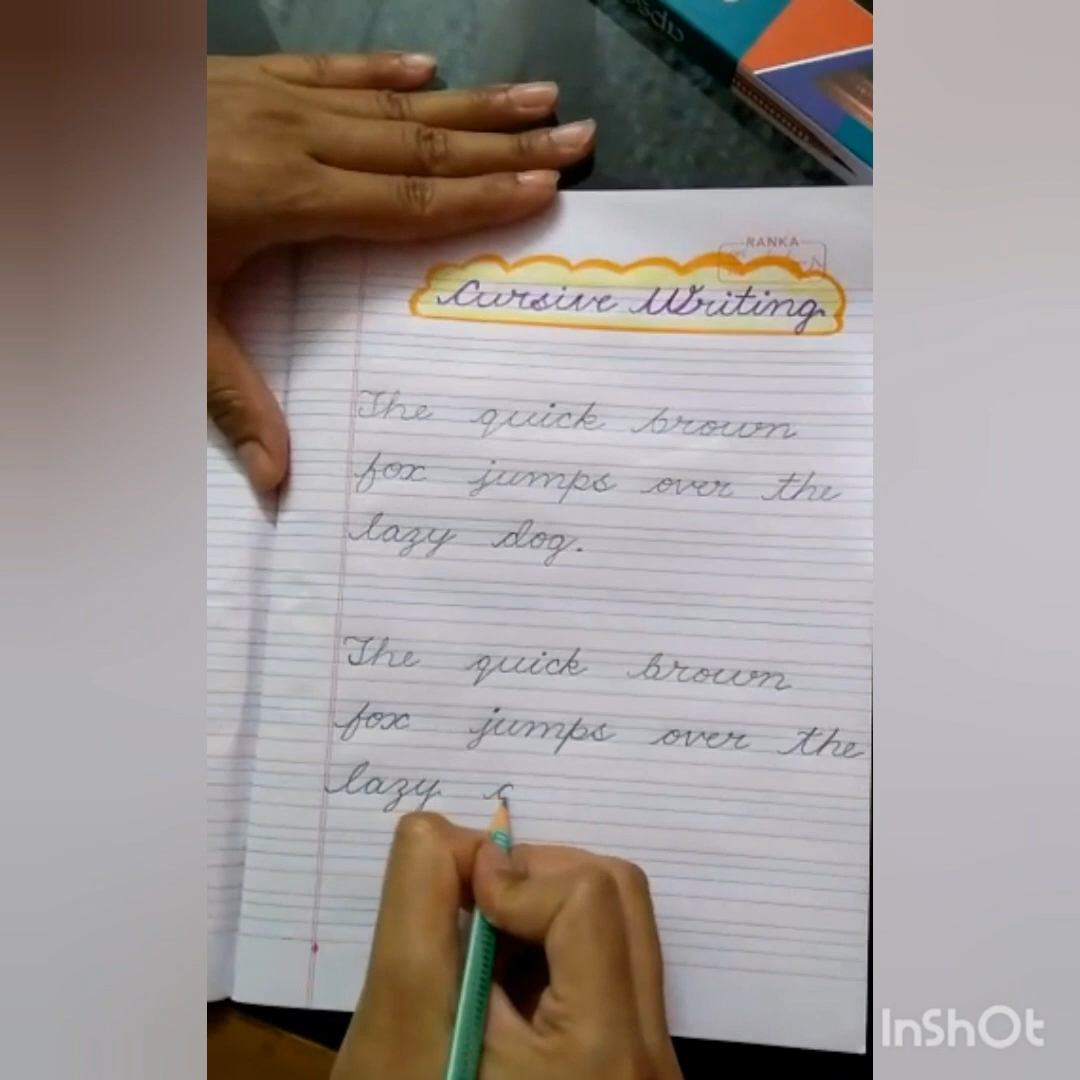 RANKA
Cursive Writing
The quick brown
fox jumps over the
lazy dog.
The quick brown
fox jumps over the
lazy
InShOt